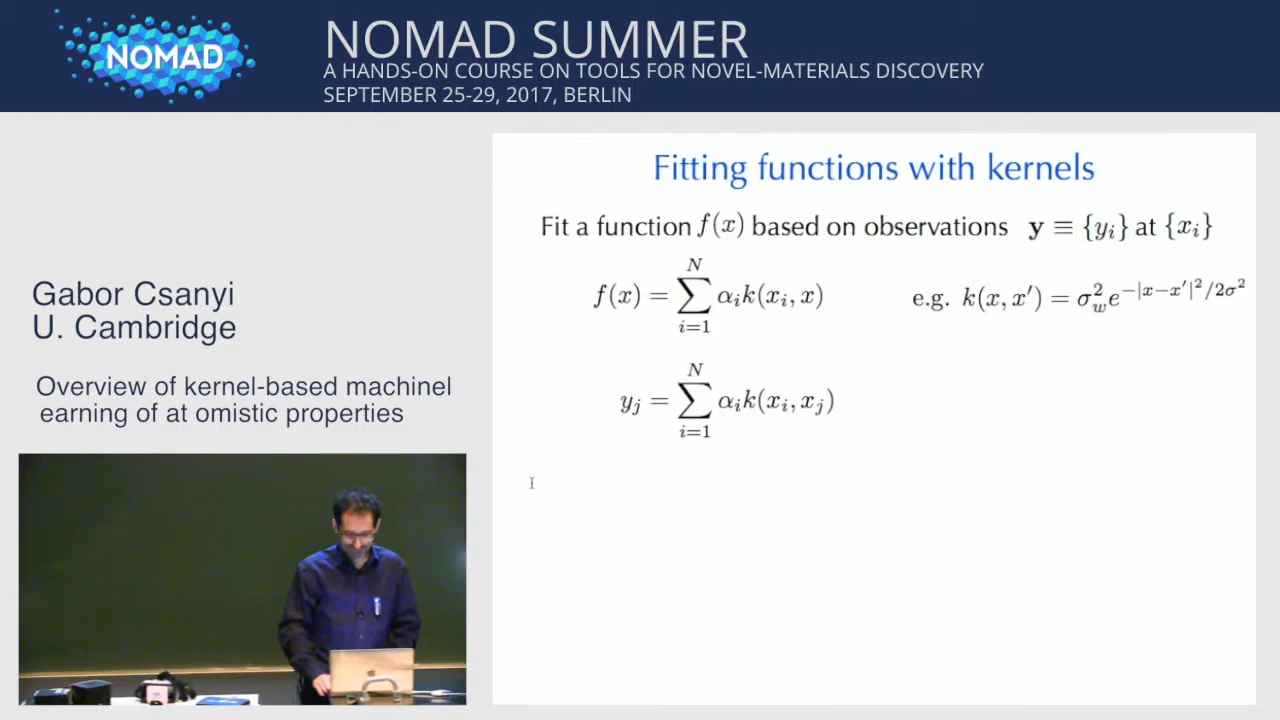 NOMAD
NOMAD SUMMER
A HANDS-ON COURSE ON TOOLS FOR NOVEL-MATERIALS DISCOVERY
SEPTEMBER 25-29, 2017, BERLIN
Gabor Csanyi
U. Cambridge
Overview of kernel-based machinel
earning of at omistic properties
Fitting functions with kernels
Fit a function f(x) based on observations y ≡ {y_i} at {x_i}
f(x) = \sum_{i=1}^{N} α_i k(x_i, x) e.g. k(x, x') = σ_w^2 e^{-|x-x'|^2/2σ^2}
y_j = \sum_{i=1}^{N} α_i k(x_i, x_j)